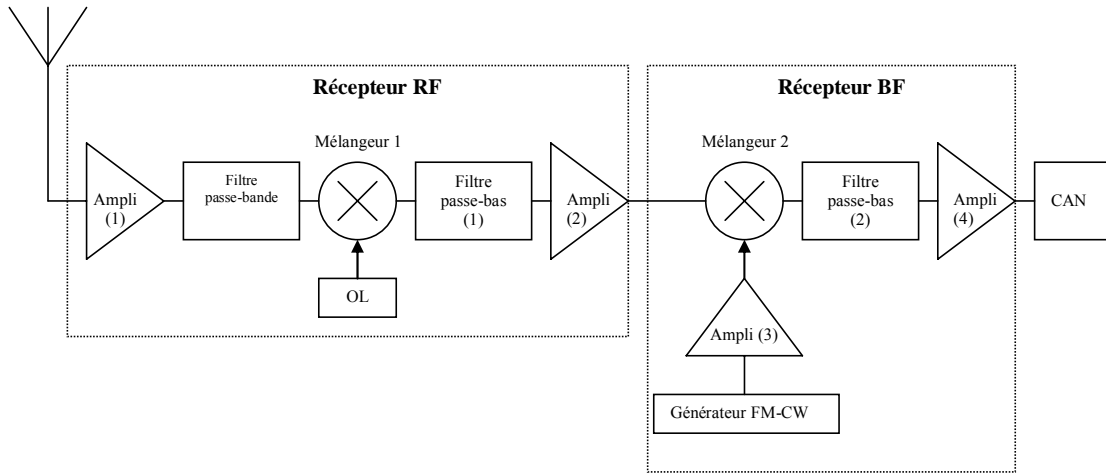 Récepteur RF
Récepteur BF
Mélangeur 1
Mélangeur 2
Ampli
(1)
Filtre
passe-bande
Filtre
passe-bas
(1)
Ampli
(2)
Filtre
passe-bas
(2)
Ampli
(4)
CAN
OL
Ampli (3)
Générateur FM-CW